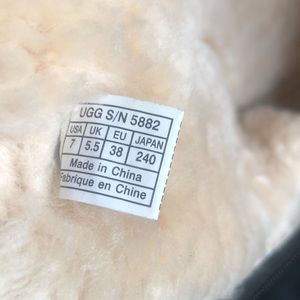 UGG S/N 5882
USA UK EU JAPAN
7 5.5 38 240
Made in China
Fabrique en Chine